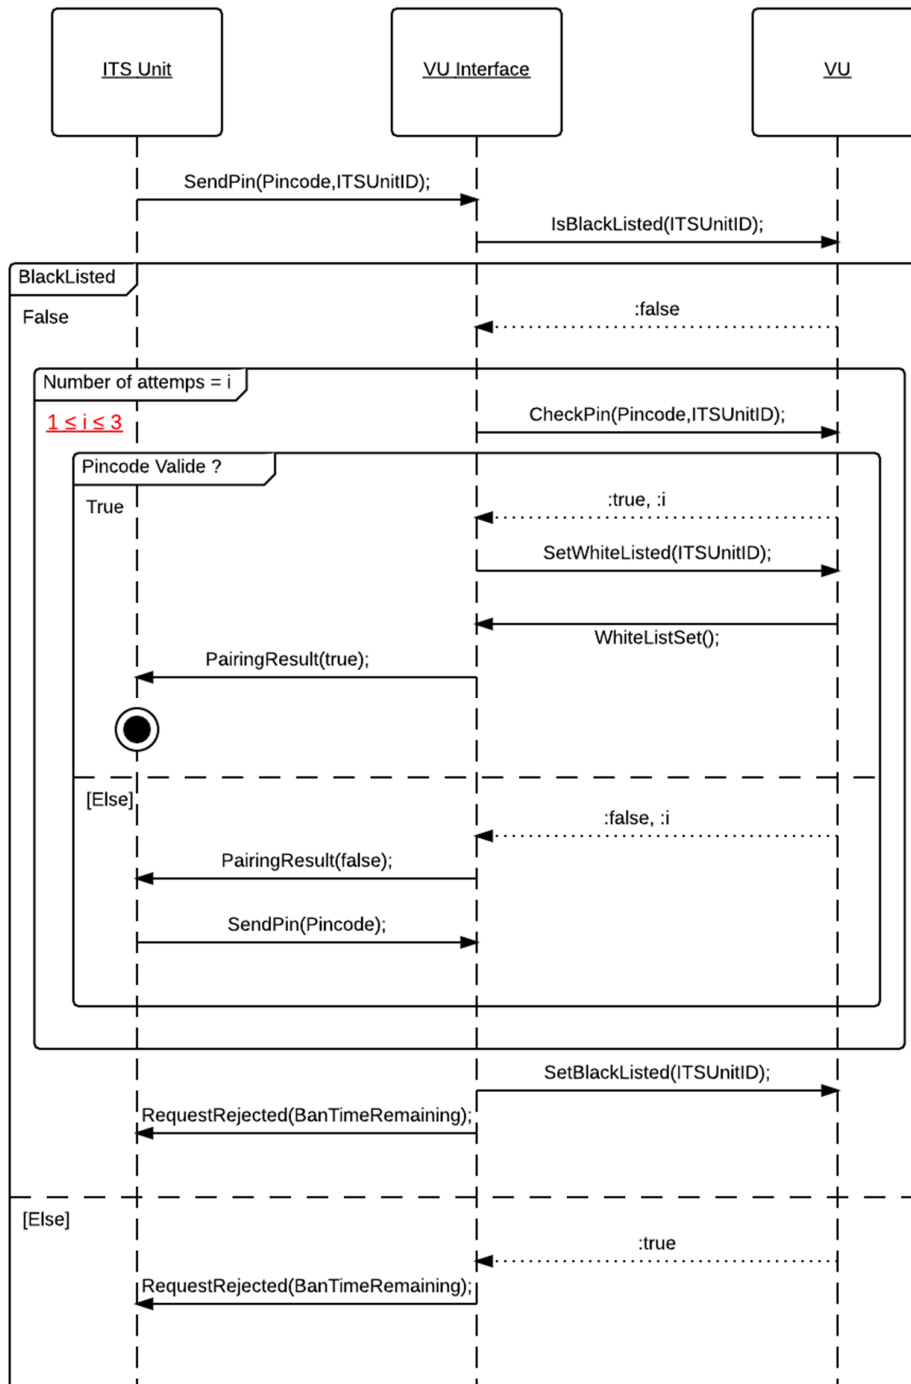 ITS Unit
VU Interface
VU
SendPin(Pincode,ITSUnitID);
IsBlackListed(ITSUnitID);
BlackListed
False
:false
Number of attemps = i
1 ≤ i ≤ 3
CheckPin(Pincode,ITSUnitID);
Pincode Valide ?
True
:true, :i
SetWhiteListed(ITSUnitID);
WhiteListSet();
PairingResult(true);
[Else]
:false, :i
PairingResult(false);
SendPin(Pincode);
SetBlackListed(ITSUnitID);
RequestRejected(BanTimeRemaining);
[Else]
:true
RequestRejected(BanTimeRemaining);